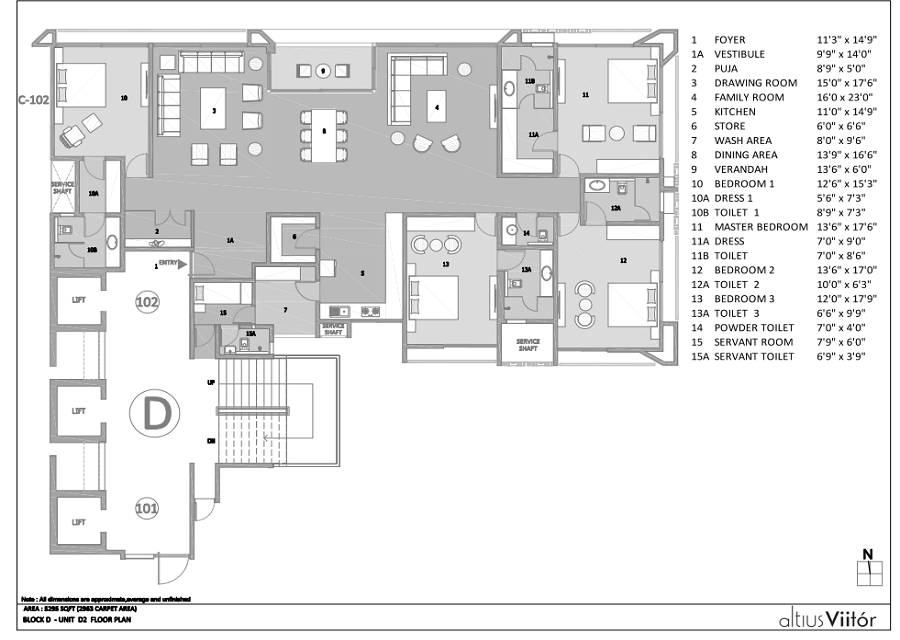 1 FOYER 11'3" x 14'9"
1A VESTIBULE 9'9" x 14'0"
2 PUJA 8'9" x 5'0"
3 DRAWING ROOM 15'0" x 17'6"
4 FAMILY ROOM 16'0 x 23'0"
5 KITCHEN 11'0" x 14'9"
6 STORE 6'0" x 6'6"
7 WASH AREA 8'0" x 9'6"
8 DINING AREA 13'9" x 16'6"
9 VERANDAH 13'6" x 6'0"
10 BEDROOM 1 12'6" x 15'3"
10A DRESS 1 5'6" x 7'3"
10B TOILET 1 8'9" x 7'3"
11 MASTER BEDROOM 13'6" x 17'6"
11A DRESS 7'0" x 9'0"
11B TOILET 7'0" x 8'6"
12 BEDROOM 2 13'6" x 17'0"
12A TOILET 2 10'0" x 6'3"
13 BEDROOM 3 12'0" x 17'9"
13A TOILET 3 6'6" x 9'9"
14 POWDER TOILET 7'0" x 4'0"
15 SERVANT ROOM 7'9" x 6'0"
15A SERVANT TOILET 6'9" x 3'9"
C-102
9
3
10
8
4
11B
11
11A
SERVICE
SHAFT
10A
12A
2
1A
6
14
10B
1
ENTRY
13
12
5
13A
LIFT
102
15
7
15A
SERVICE
SHAFT
SERVICE
SHAFT
UP
LIFT
D
DN
101
LIFT
N
Note : All dimensions are approximate,average and unfinished
AREA : 5295 SQ.FT (2963 CARPET AREA)
BLOCK D - UNIT D2 FLOOR PLAN
altius Viitór